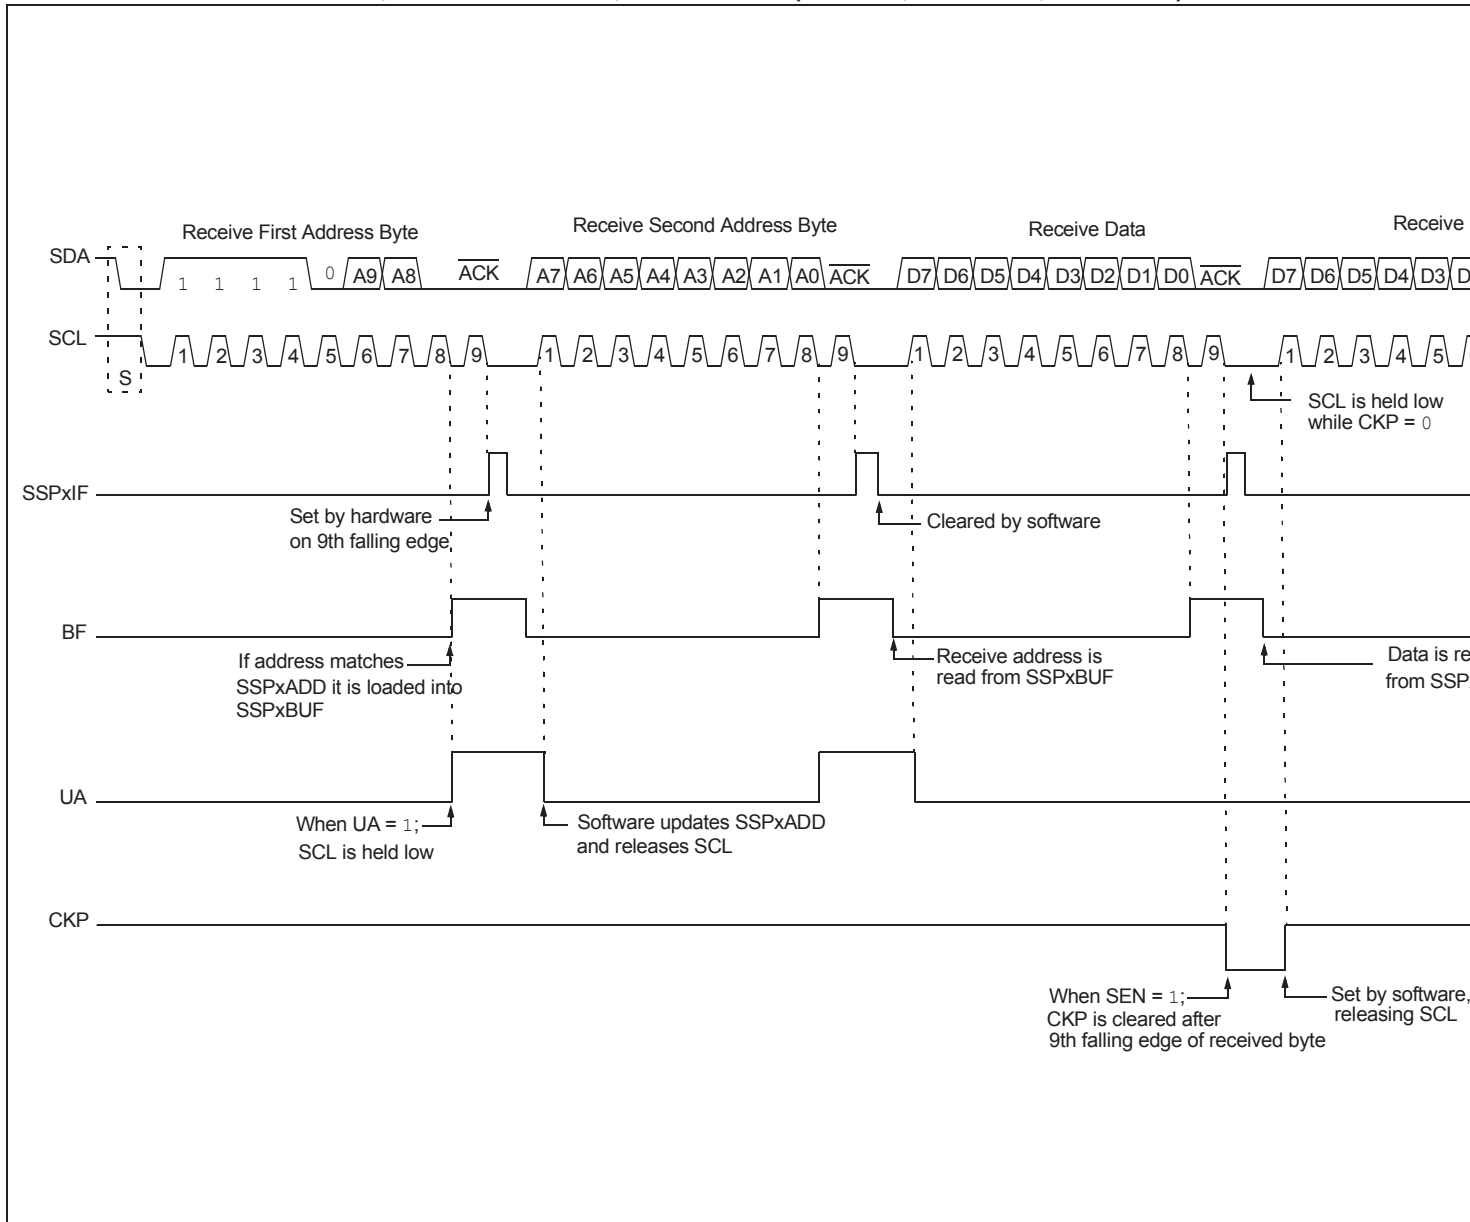 Receive First Address Byte
Receive Second Address Byte
Receive Data
Receive
SDA
1 1 1 1 0 A9 A8 ACK A7 A6 A5 A4 A3 A2 A1 A0 ACK D7 D6 D5 D4 D3 D2 D1 D0 ACK D7 D6 D5 D4 D3
SCL
1 2 3 4 5 6 7 8 9 1 2 3 4 5 6 7 8 9 1 2 3 4 5 6 7 8 9 1 2 3 4 5
S
SCL is held low
while CKP = 0
SSPxIF
Set by hardware
on 9th falling edge
Cleared by software
BF
If address matches
SSPxADD it is loaded into
SSPxBUF
Receive address is
read from SSPxBUF
Data is re
from SSP
UA
When UA = 1;
SCL is held low
Software updates SSPxADD
and releases SCL
CKP
When SEN = 1;
CKP is cleared after
9th falling edge of received byte
Set by software,
releasing SCL